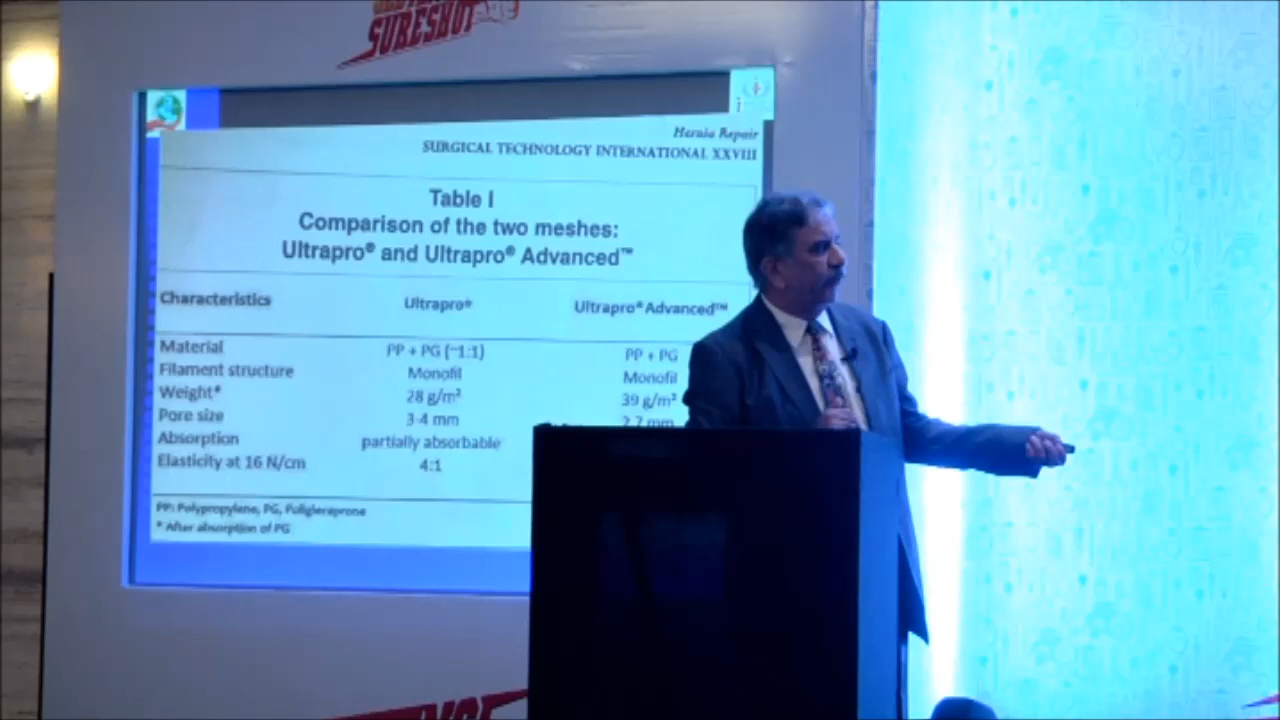 SURESHOT
i
Hernia Repair
SURGICAL TECHNOLOGY INTERNATIONAL XXVIII
Table I
Comparison of the two meshes:
Ultrapro® and Ultrapro® Advanced™
Characteristics Ultrapro® Ultrapro® Advanced™
Material PP + PG (~1:1) PP + PG
Filament structure Monofil Monofil
Weight* 28 g/m² 39 g/m²
Pore size 3-4 mm 2.7 mm
Absorption partially absorbable
Elasticity at 16 N/cm 4:1
PP: Polypropylene, PG,
* After absorption of PG